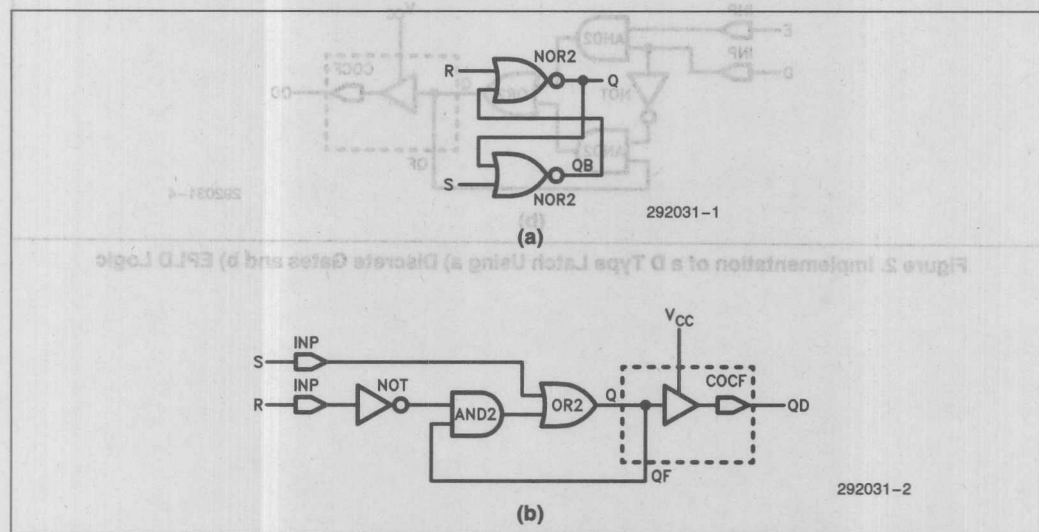 NOR2
R
Q
QB
S
NOR2
292031-1
(a)
Figure 2. Implementation of a D Type Latch Using a) Discrete Gates and b) EPLD Logic
VCC
S
INP
COCF
INP
NOT
R
AND2
OR2
Q
QD
QF
292031-2
(b)